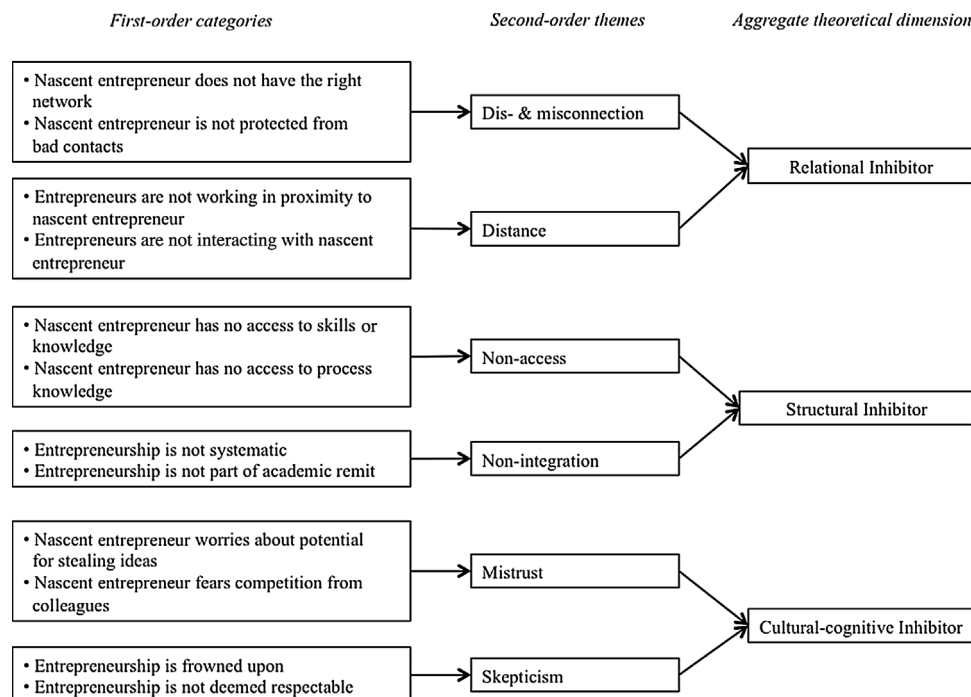 First-order categories
Second-order themes
Aggregate theoretical dimension
• Nascent entrepreneur does not have the right
network
• Nascent entrepreneur is not protected from
bad contacts
Dis- & misconnection
• Entrepreneurs are not working in proximity to
nascent entrepreneur
• Entrepreneurs are not interacting with nascent
entrepreneur
Distance
Relational Inhibitor
• Nascent entrepreneur has no access to skills or
knowledge
• Nascent entrepreneur has no access to process
knowledge
Non-access
• Entrepreneurship is not systematic
• Entrepreneurship is not part of academic remit
Non-integration
Structural Inhibitor
• Nascent entrepreneur worries about potential
for stealing ideas
• Nascent entrepreneur fears competition from
colleagues
Mistrust
• Entrepreneurship is frowned upon
• Entrepreneurship is not deemed respectable
Skepticism
Cultural-cognitive Inhibitor